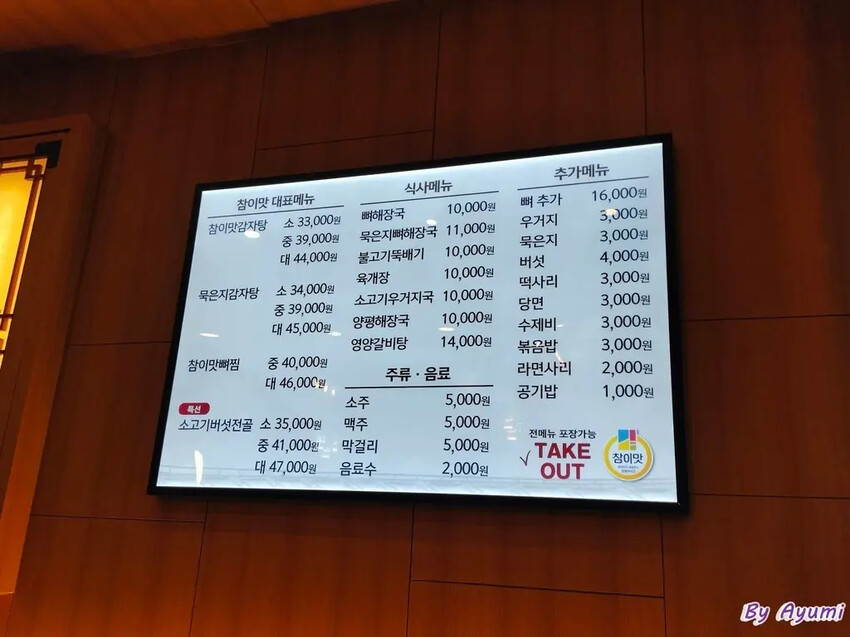 참이맛 대표메뉴
참이맛감자탕 소 33,000원
중 39,000원
대 44,000원
묵은지감자탕 소 34,000원
중 39,000원
대 45,000원
참이맛뼈찜 중 40,000원
대 46,000원
특선
소고기버섯전골 소 35,000원
중 41,000원
대 47,000원
식사메뉴
뼈해장국 10,000원
묵은지뼈해장국 11,000원
불고기뚝배기 10,000원
육개장 10,000원
소고기우거지국 10,000원
양평해장국 10,000원
영양갈비탕 14,000원
주류 · 음료
소주 5,000원
맥주 5,000원
막걸리 5,000원
음료수 2,000원
추가메뉴
뼈 추가 16,000원
우거지 3,000원
묵은지 3,000원
버섯 4,000원
떡사리 3,000원
당면 3,000원
수제비 3,000원
볶음밥 3,000원
라면사리 2,000원
공기밥 1,000원
전메뉴 포장가능
TAKE
OUT
참이맛
By Ayumi